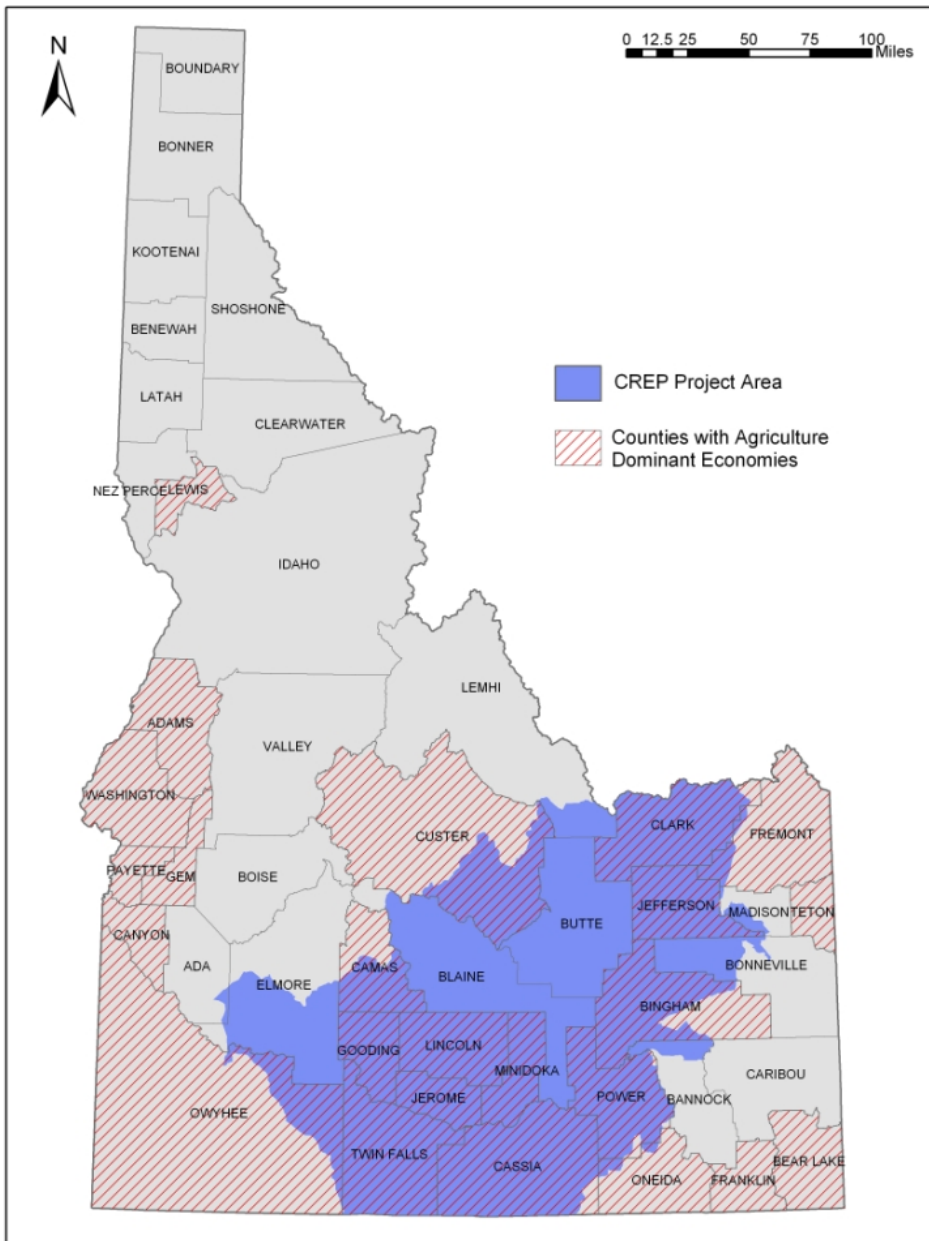 N
0 12.5 25 50 75 100
Miles
BOUNDARY
BONNER
KOOTENAI
SHOSHONE
BENEWAH
LATAH
CLEARWATER
NEZ PERCE
LEWIS
IDAHO
CREP Project Area
Counties with Agriculture
Dominant Economies
LEMHI
ADAMS
VALLEY
WASHINGTON
CUSTER
CLARK
FREMONT
PAYETTE
GEM
BOISE
JEFFERSON
MADISON
TETON
BUTTE
CANYON
ADA
ELMORE
CAMAS
BLAINE
BONNEVILLE
BINGHAM
GOODING
LINCOLN
MINIDOKA
CARIBOU
JEROME
POWER
BANNOCK
OWYHEE
TWIN FALLS
CASSIA
ONEIDA
FRANKLIN
BEAR LAKE